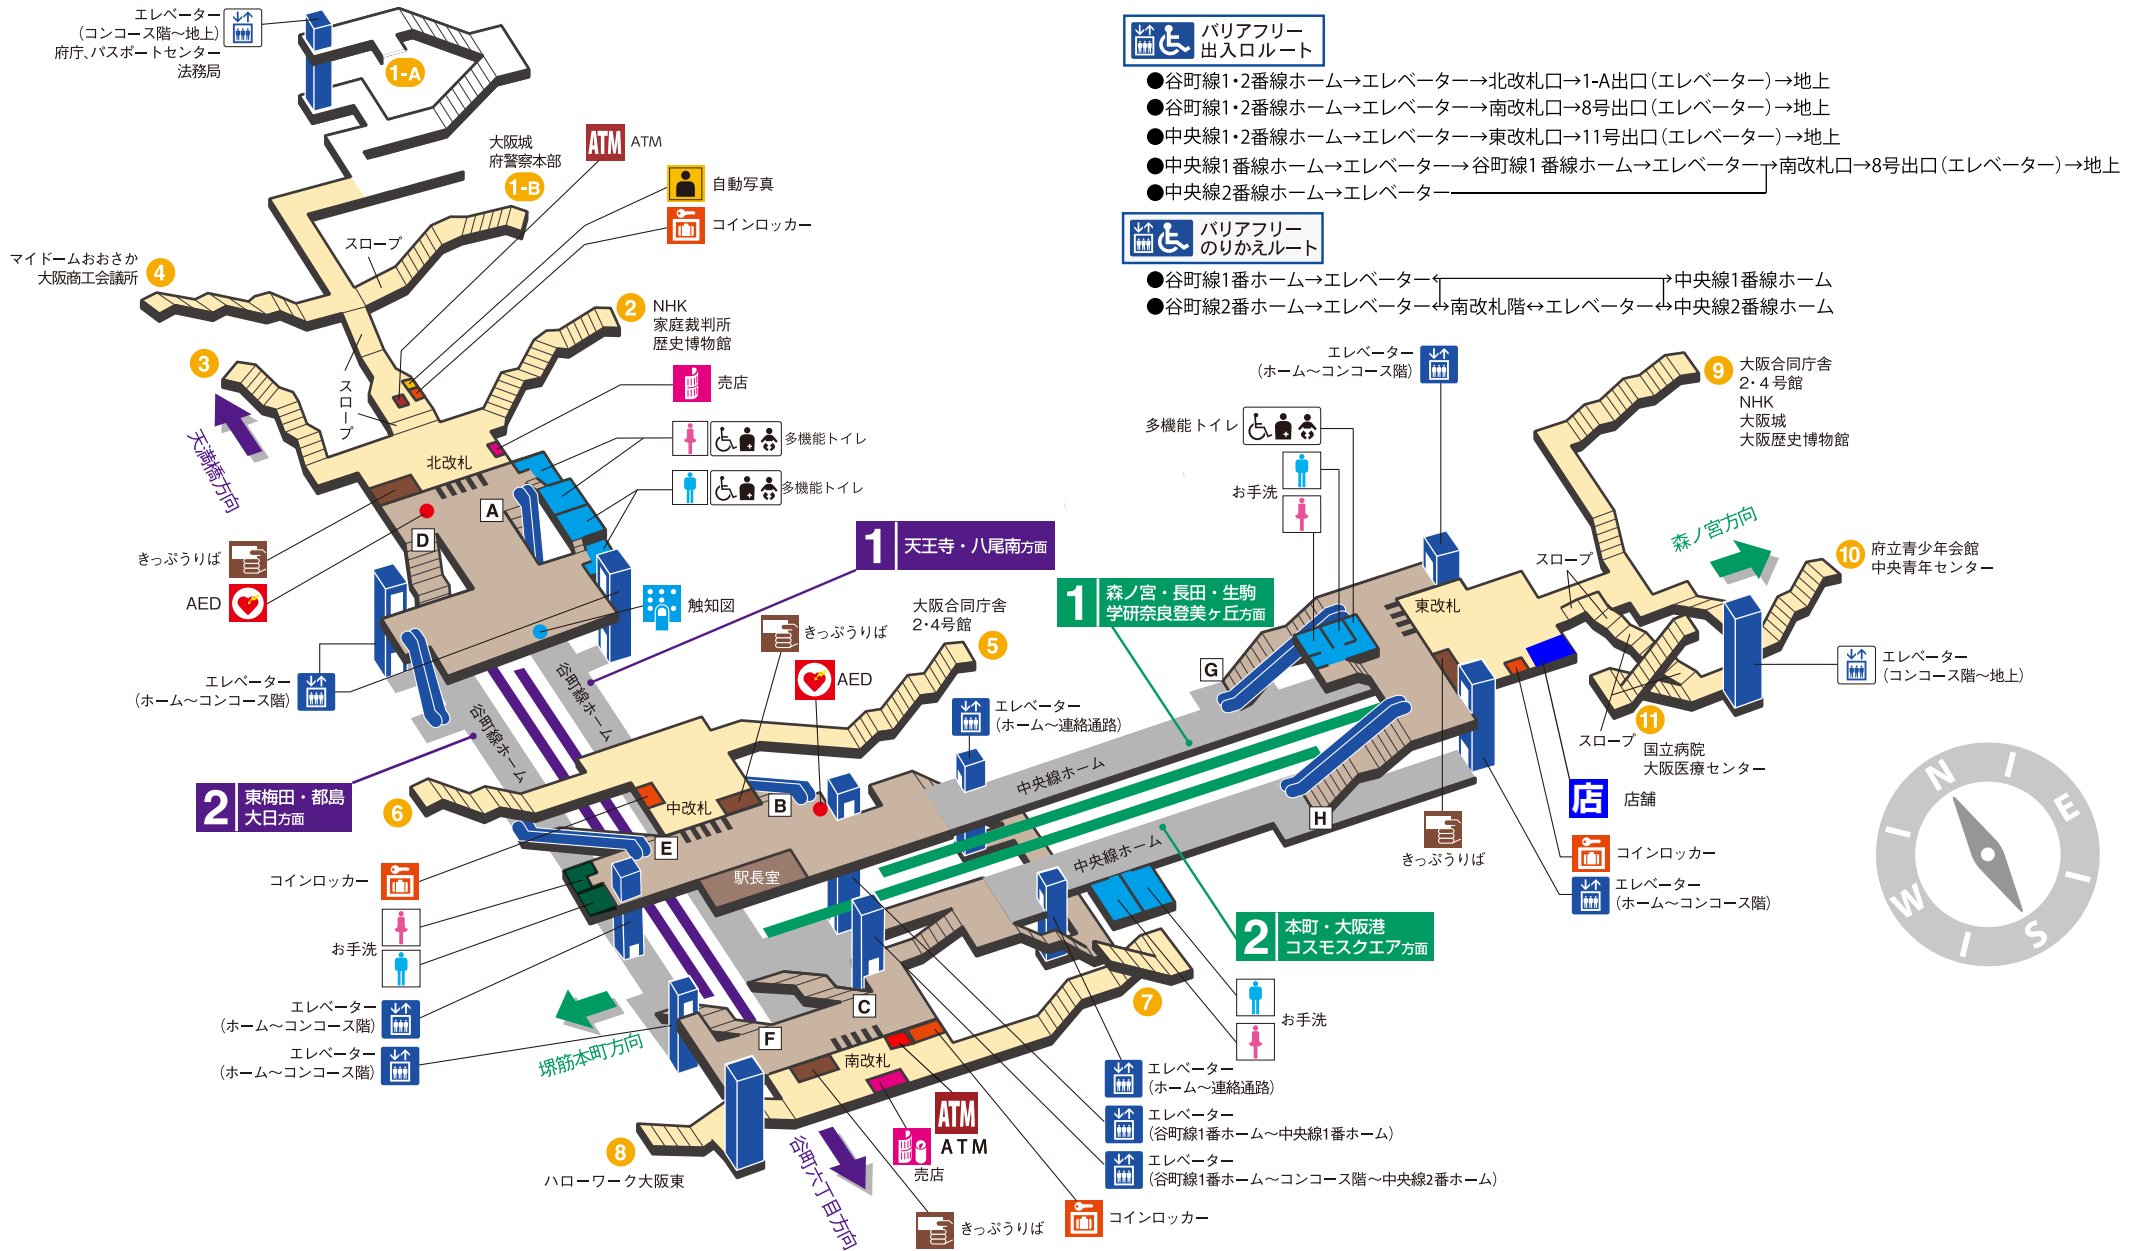 エレベーター
(コンコース階〜地上)
府庁、パスポートセンター
法務局
1-A
大阪城
府警察本部
1-B
ATM
ATM
自動写真
コインロッカー
スロープ
マイドームおおさか
大阪商工会議所
4
2
NHK
家庭裁判所
歴史博物館
3
スロープ
売店
天満橋方向
北改札
多機能トイレ
多機能トイレ
A
D
きっぷうりば
AED
触知図
エレベーター
(ホーム〜コンコース階)
1
天王寺・八尾南方面
谷町線ホーム
谷町線ホーム
2
東梅田・都島
大日方面
大阪合同庁舎
2・4号館
5
きっぷうりば
AED
エレベーター
(ホーム〜連絡通路)
6
中改札
B
E
駅長室
コインロッカー
お手洗
エレベーター
(ホーム〜コンコース階)
エレベーター
(ホーム〜コンコース階)
堺筋本町方向
C
F
南改札
8
ハローワーク大阪東
谷町六丁目方向
ATM
ATM
売店
きっぷうりば
コインロッカー
バリアフリー
出入口ルート
●谷町線1・2番線ホーム→エレベーター→北改札口→1-A出口(エレベーター)→地上
●谷町線1・2番線ホーム→エレベーター→南改札口→8号出口(エレベーター)→地上
●中央線1・2番線ホーム→エレベーター→東改札口→11号出口(エレベーター)→地上
●中央線1番線ホーム→エレベーター→谷町線1番線ホーム→エレベーター→南改札口→8号出口(エレベーター)→地上
●中央線2番線ホーム→エレベーター
バリアフリー
のりかえルート
●谷町線1番ホーム→エレベーター↔中央線1番線ホーム
●谷町線2番ホーム→エレベーター↔南改札階↔エレベーター↔中央線2番線ホーム
エレベーター
(ホーム〜コンコース階)
多機能トイレ
お手洗
9
大阪合同庁舎
2・4号館
NHK
大阪城
大阪歴史博物館
森ノ宮方向
スロープ
10
府立青少年会館
中央青年センター
1
森ノ宮・長田・生駒
学研奈良登美ヶ丘方面
東改札
G
エレベーター
(コンコース階〜地上)
11
スロープ
国立病院
大阪医療センター
中央線ホーム
中央線ホーム
H
店
店舗
きっぷうりば
コインロッカー
エレベーター
(ホーム〜コンコース階)
2
本町・大阪港
コスモスクエア方面
7
お手洗
エレベーター
(ホーム〜連絡通路)
エレベーター
(谷町線1番ホーム〜中央線1番ホーム)
エレベーター
(谷町線1番ホーム〜コンコース階〜中央線2番ホーム)
N
E
S
W